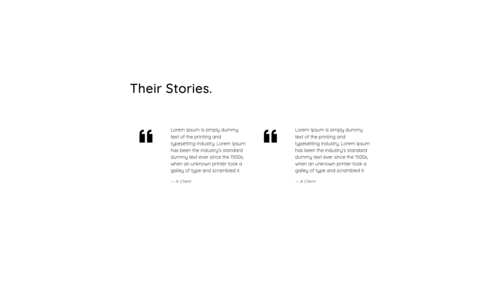 Their Stories.
Lorem Ipsum is simply dummy
text of the printing and
typesetting industry. Lorem Ipsum
has been the industry's standard
dummy text ever since the 1500s,
when an unknown printer took a
galley of type and scrambled it.
— A Client
Lorem Ipsum is simply dummy
text of the printing and
typesetting industry. Lorem Ipsum
has been the industry's standard
dummy text ever since the 1500s,
when an unknown printer took a
galley of type and scrambled it.
— A Client